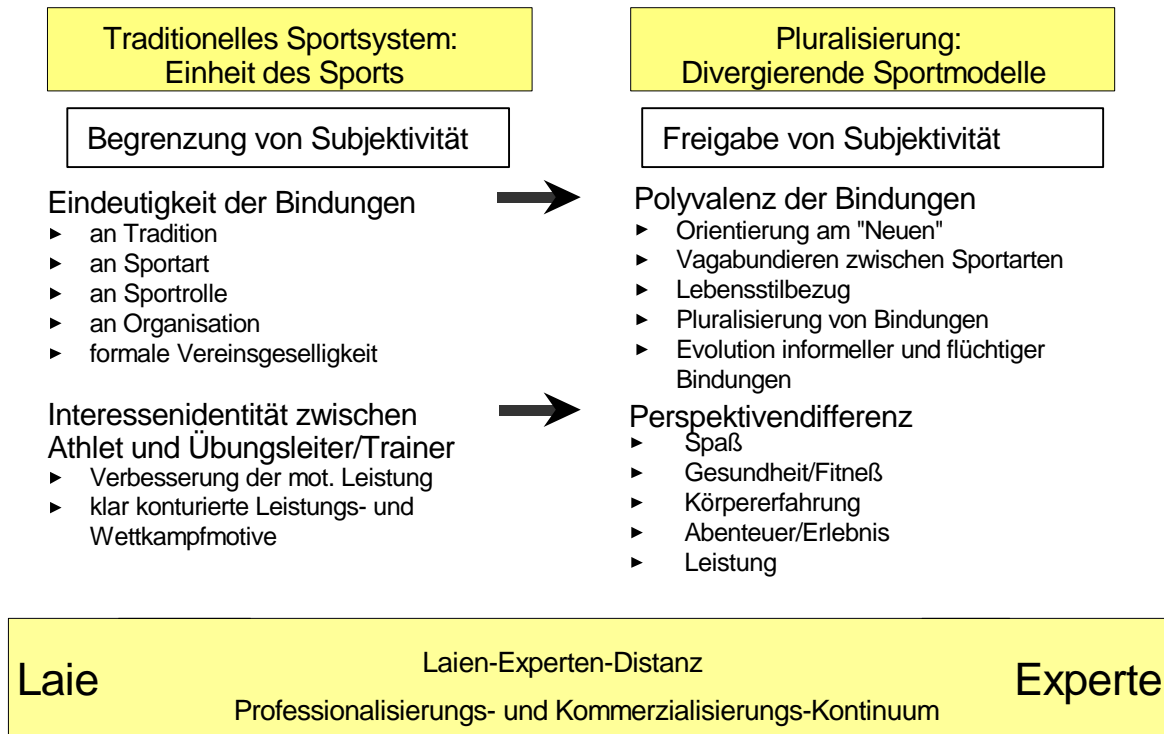 Traditionelles Sportsystem:
Einheit des Sports
Begrenzung von Subjektivität
Eindeutigkeit der Bindungen
► an Tradition
► an Sportart
► an Sportrolle
► an Organisation
► formale Vereinsgeselligkeit
Interessenidentität zwischen
Athlet und Übungsleiter/Trainer
► Verbesserung der mot. Leistung
► klar konturierte Leistungs- und
Wettkampfmotive
Pluralisierung:
Divergierende Sportmodelle
Freigabe von Subjektivität
Polyvalenz der Bindungen
► Orientierung am "Neuen"
► Vagabundieren zwischen Sportarten
► Lebensstilbezug
► Pluralisierung von Bindungen
► Evolution informeller und flüchtiger
Bindungen
Perspektivendifferenz
► Spaß
► Gesundheit/Fitneß
► Körpererfahrung
► Abenteuer/Erlebnis
► Leistung
Laie
Laien-Experten-Distanz
Professionalisierungs- und Kommerzialisierungs-Kontinuum
Experte